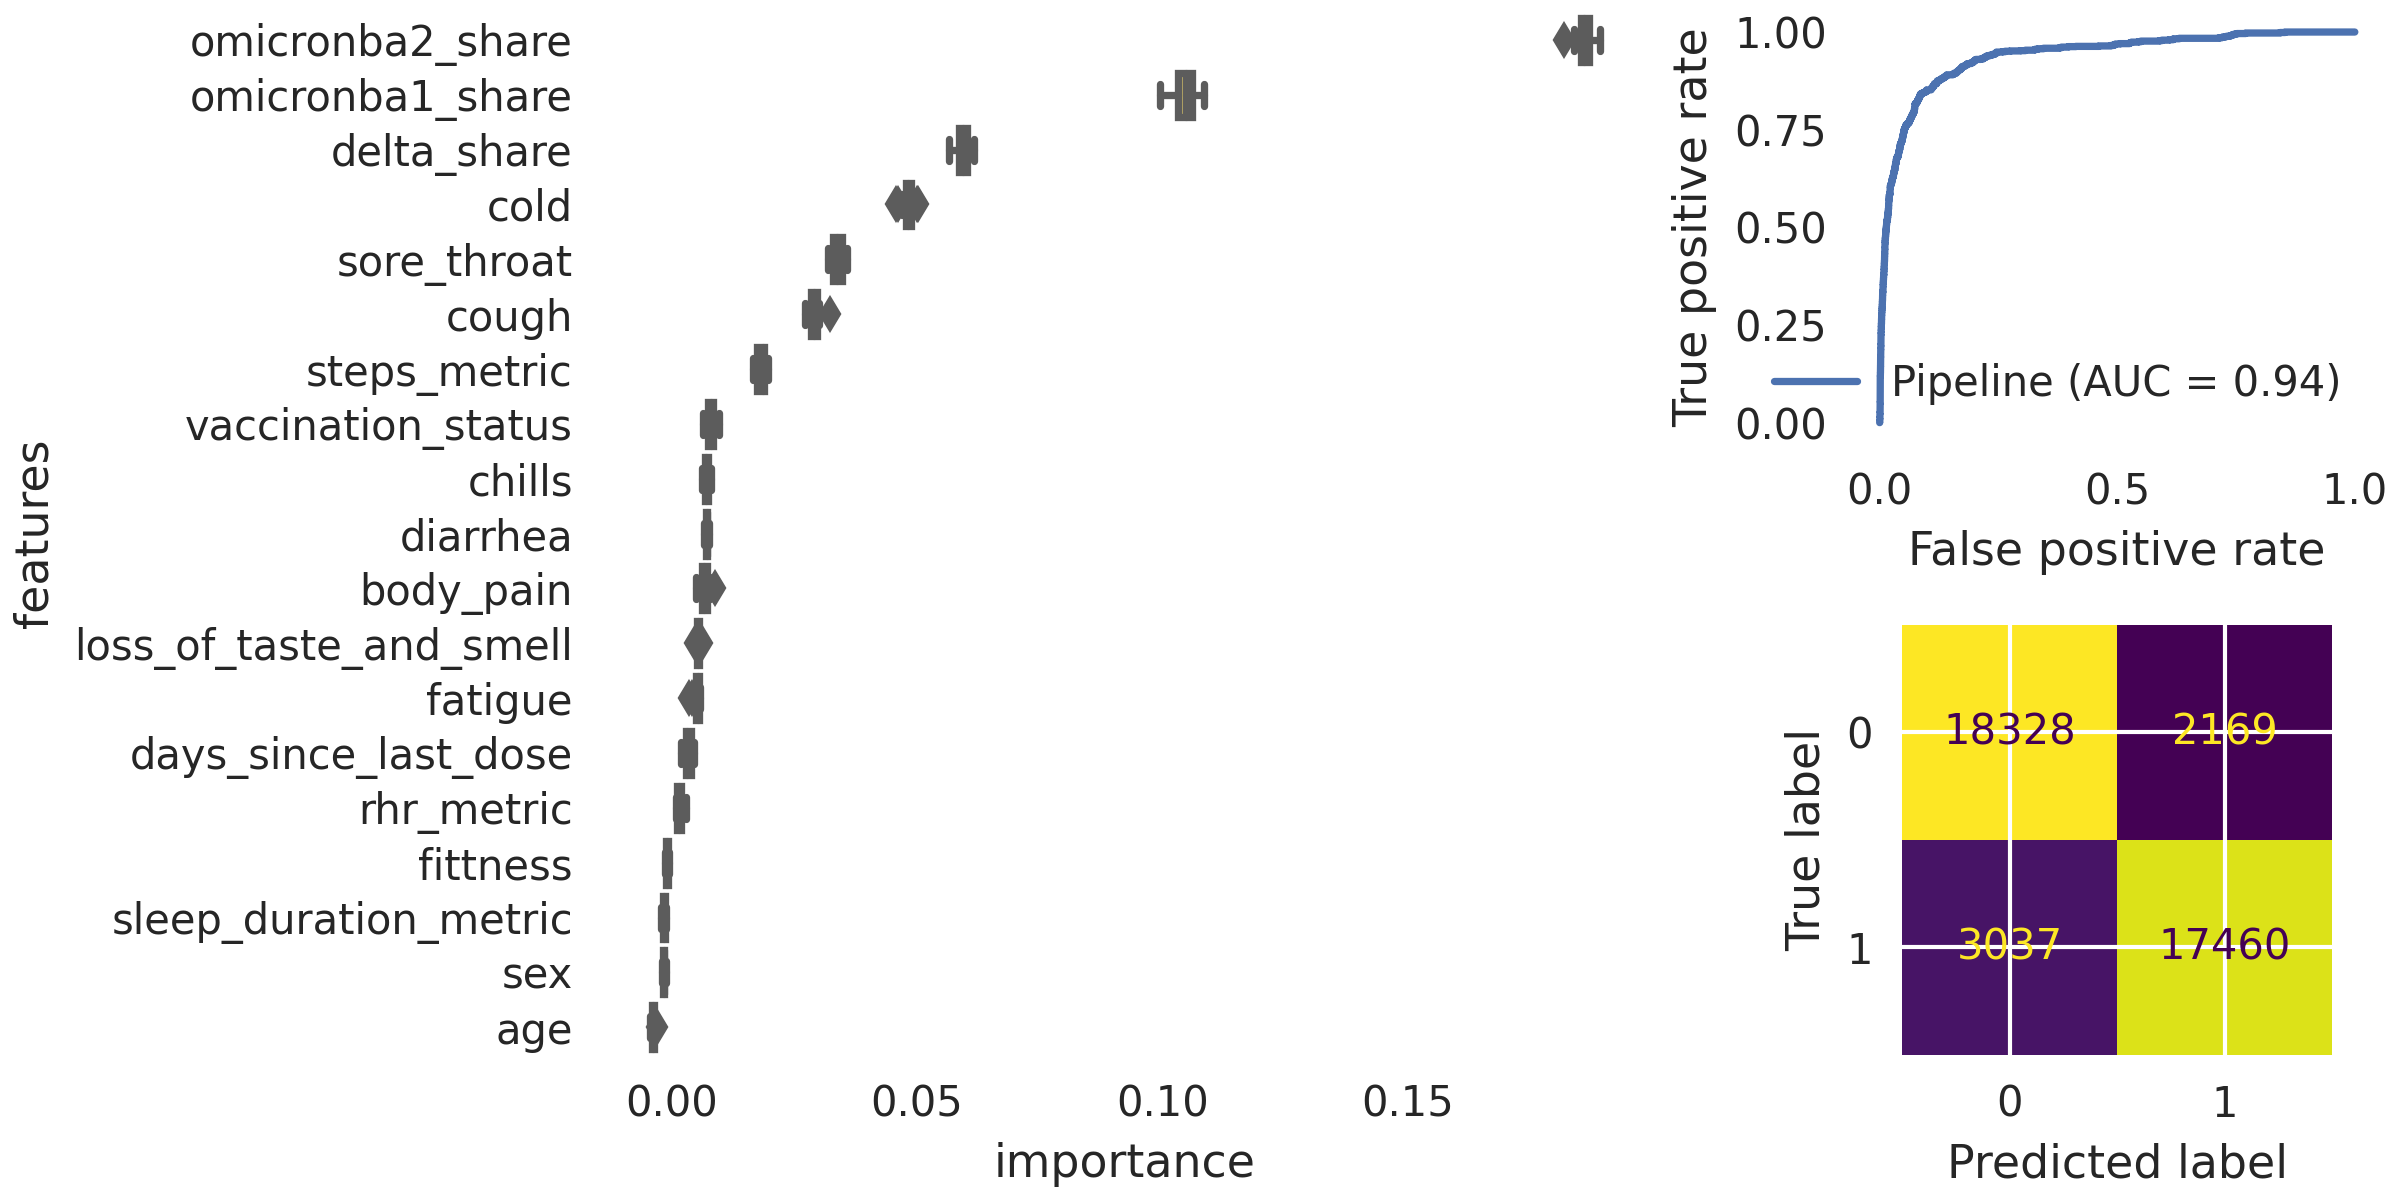 features
omicronba2_share
omicronba1_share
delta_share
cold
sore_throat
cough
steps_metric
vaccination_status
chills
diarrhea
body_pain
loss_of_taste_and_smell
fatigue
days_since_last_dose
rhr_metric
fittness
sleep_duration_metric
sex
age
0.00 0.05 0.10 0.15
importance
True positive rate
1.00
0.75
0.50
0.25
0.00
Pipeline (AUC = 0.94)
0.0 0.5 1.0
False positive rate
True label
0
1
18328 2169
3037 17460
0 1
Predicted label